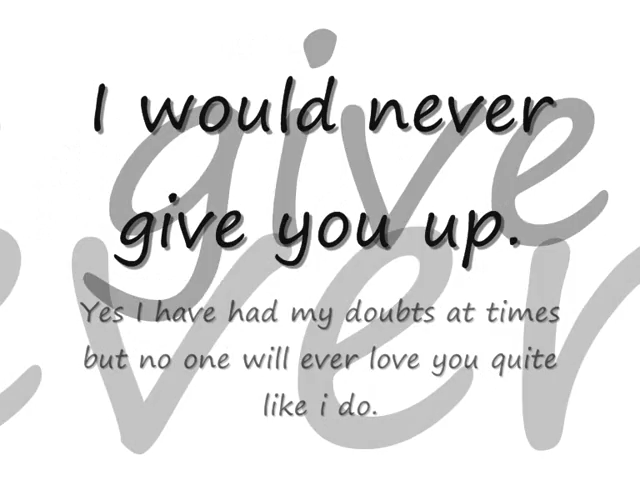 give
ever
I would never
give you up.
Yes I have had my doubts at times
but no one will ever love you quite
like i do.